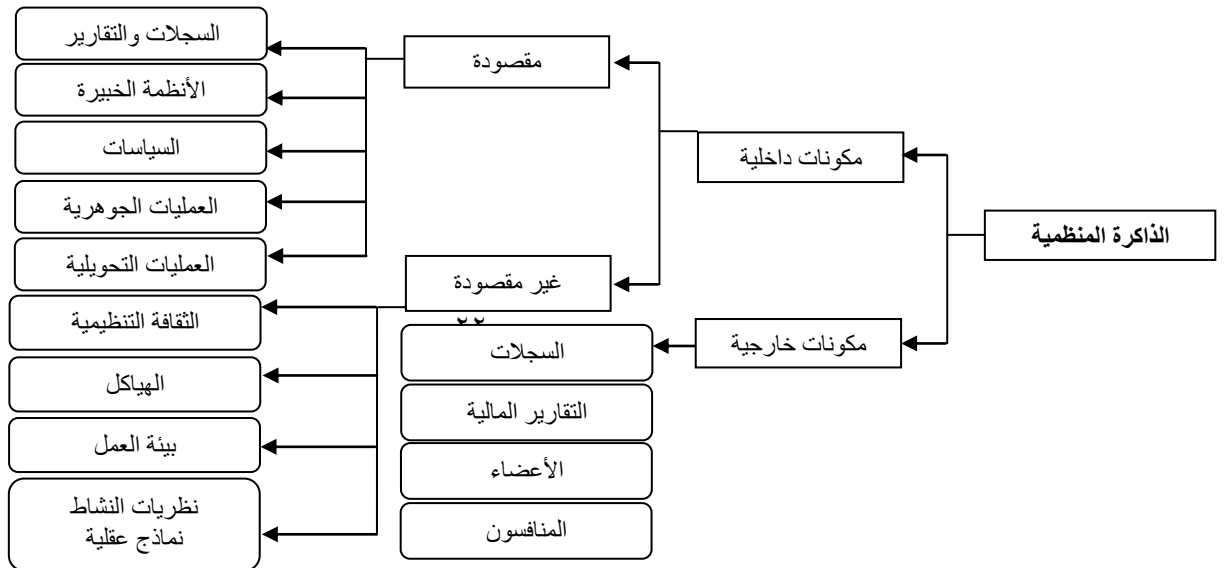 الذاكرة المنظمية
مكونات داخلية
مقصودة
السجلات والتقارير
الأنظمة الخبيرة
السياسات
العمليات الجوهرية
العمليات التحويلية
غير مقصودة
الثقافة التنظيمية
الهياكل
بيئة العمل
نظريات النشاط
نماذج عقلية
مكونات خارجية
السجلات
التقارير المالية
الأعضاء
المنافسون